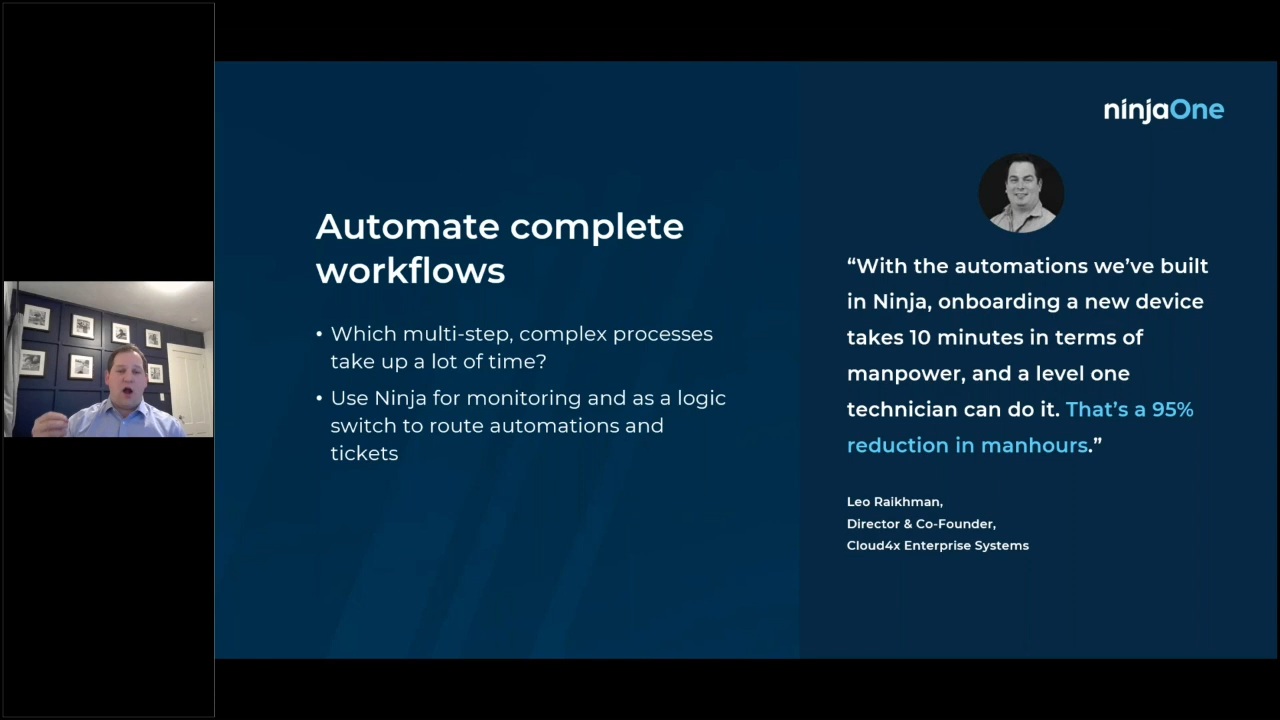 ninjaOne
Automate complete
workflows
• Which multi-step, complex processes
take up a lot of time?
• Use Ninja for monitoring and as a logic
switch to route automations and
tickets
“With the automations we’ve built
in Ninja, onboarding a new device
takes 10 minutes in terms of
manpower, and a level one
technician can do it. That’s a 95%
reduction in manhours.”
Leo Raikhman,
Director & Co-Founder,
Cloud4x Enterprise Systems